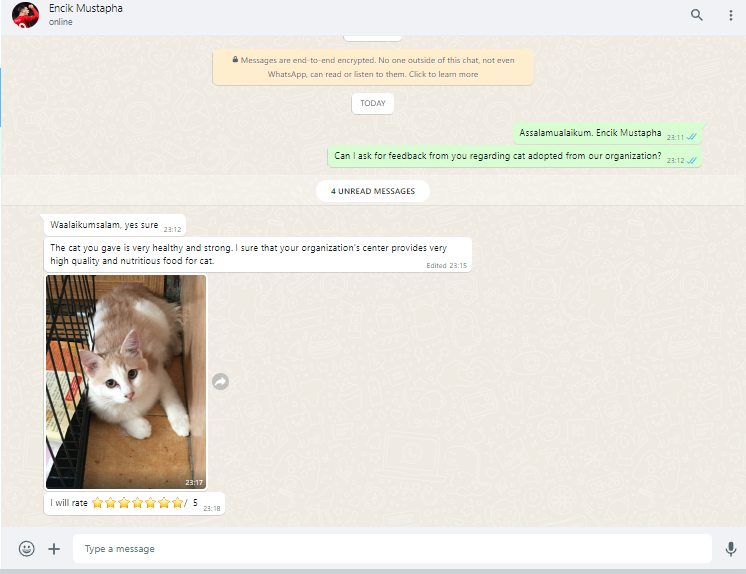 Encik Mustapha
online
Messages are end-to-end encrypted. No one outside of this chat, not even
WhatsApp, can read or listen to them. Click to learn more
TODAY
Assalamualaikum. Encik Mustapha 23:11
Can I ask for feedback from you regarding cat adopted from our organization? 23:12
4 UNREAD MESSAGES
Waalaikumsalam, yes sure 23:12
The cat you gave is very healthy and strong. I sure that your organization's center provides very
high quality and nutritious food for cat.
Edited 23:15
23:17
I will rate ⭐⭐⭐⭐⭐⭐⭐/ 5 23:18
Type a message